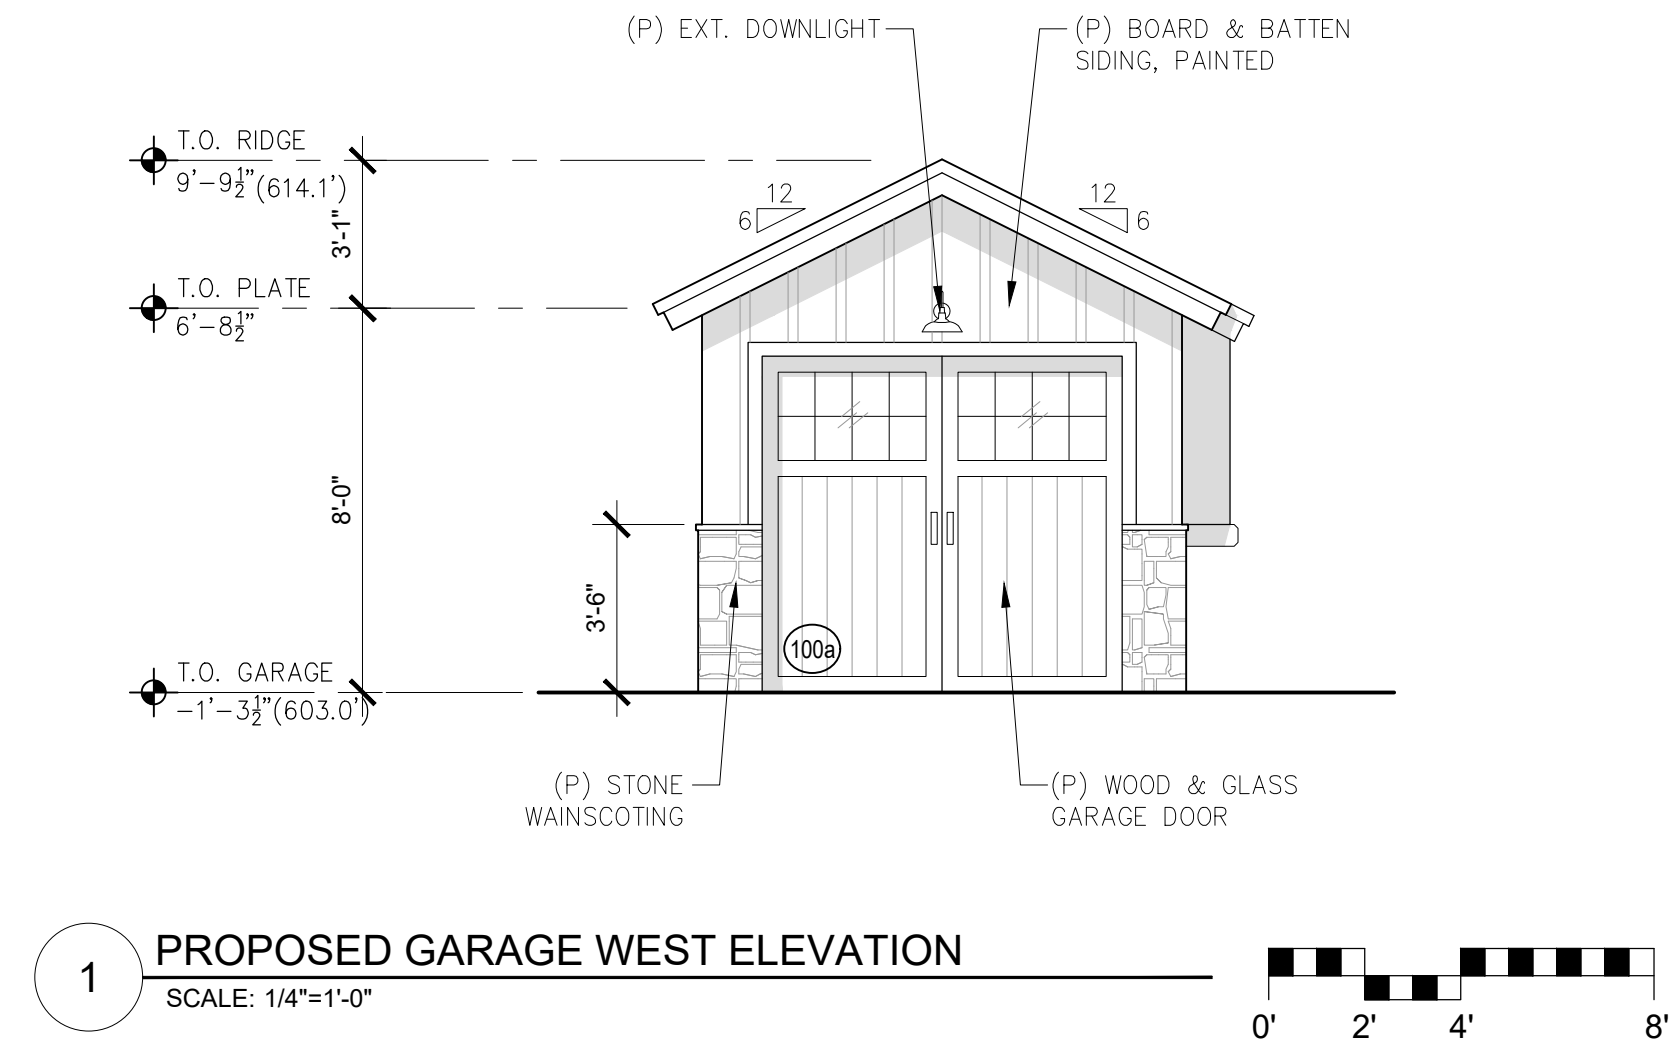 (P) EXT. DOWNLIGHT
(P) BOARD & BATTEN
SIDING, PAINTED
T.O. RIDGE
9'-9½"(614.1')
12
6
12
6
3'-1"
T.O. PLATE
6'-8½"
8'-0"
3'-6"
100a
T.O. GARAGE
-1'-3½"(603.0')
(P) STONE
WAINSCOTING
(P) WOOD & GLASS
GARAGE DOOR
1
PROPOSED GARAGE WEST ELEVATION
SCALE: 1/4"=1'-0"
0' 2' 4' 8'